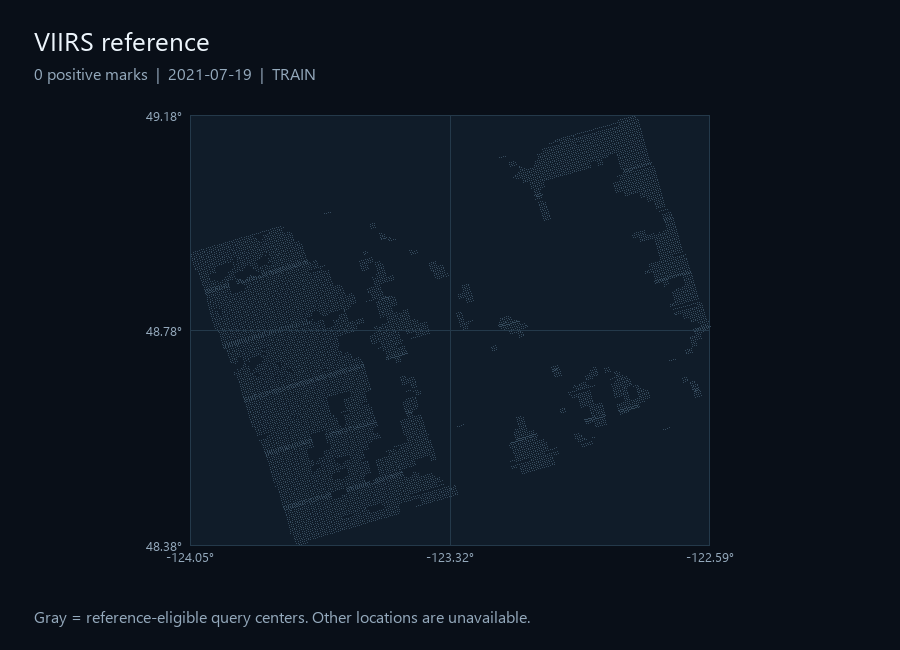 VIIRS reference
0 positive marks | 2021-07-19 | TRAIN
49.18°
48.78°
48.38°
-124.05°
-123.32°
-122.59°
Gray = reference-eligible query centers. Other locations are unavailable.